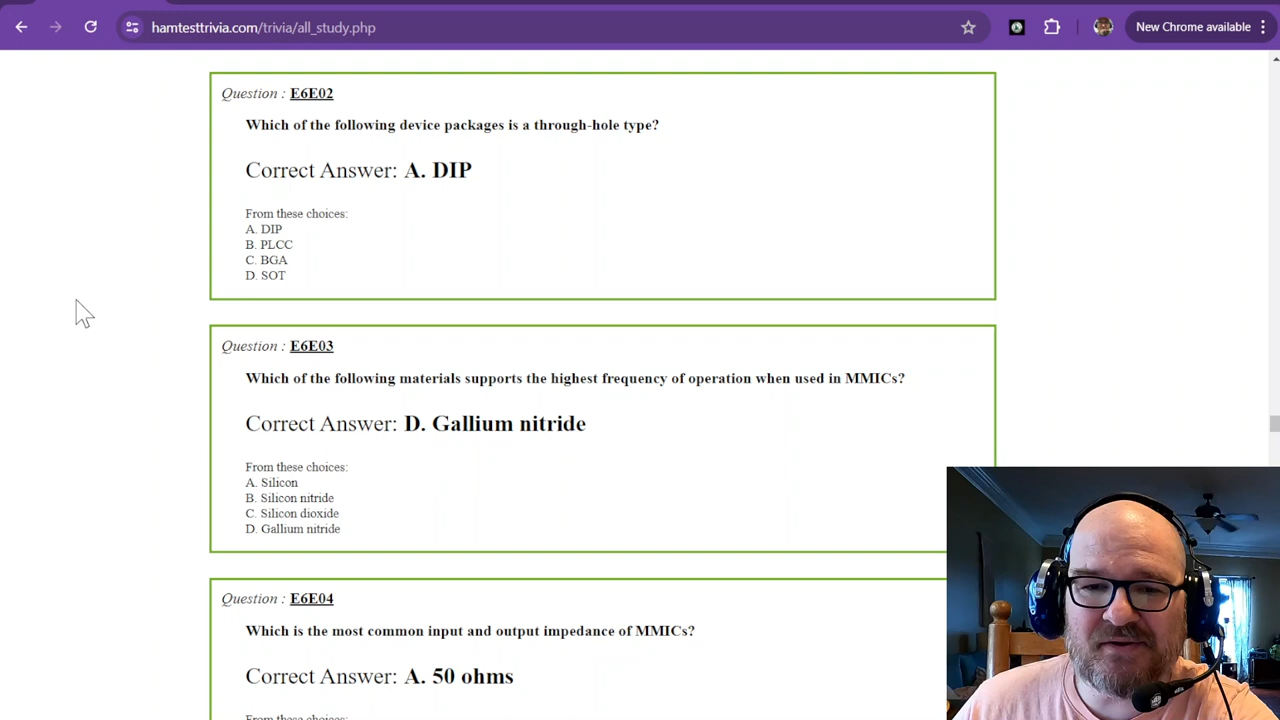 hamtesttrivia.com/trivia/all_study.php
New Chrome available
Question : E6E02
Which of the following device packages is a through-hole type?
Correct Answer: A. DIP
From these choices:
A. DIP
B. PLCC
C. BGA
D. SOT
Question : E6E03
Which of the following materials supports the highest frequency of operation when used in MMICs?
Correct Answer: D. Gallium nitride
From these choices:
A. Silicon
B. Silicon nitride
C. Silicon dioxide
D. Gallium nitride
Question : E6E04
Which is the most common input and output impedance of MMICs?
Correct Answer: A. 50 ohms
From these choices: